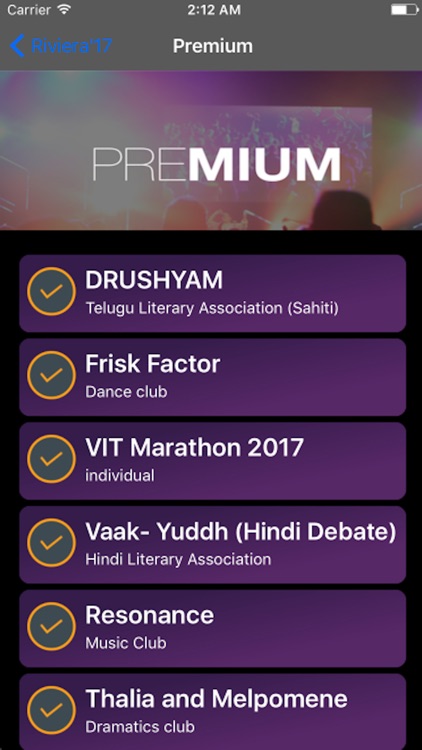 Carrier 2:12 AM
Riviera'17 Premium
PREMIUM
DRUSHYAM
Telugu Literary Association (Sahiti)
Frisk Factor
Dance club
VIT Marathon 2017
individual
Vaak- Yuddh (Hindi Debate)
Hindi Literary Association
Resonance
Music Club
Thalia and Melpomene
Dramatics club